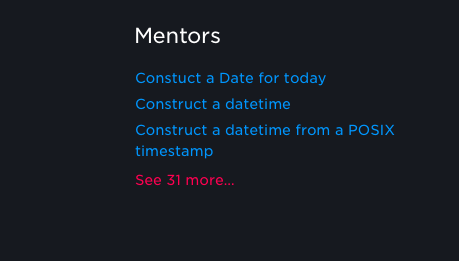 Mentors
Constuct a Date for today
Construct a datetime
Construct a datetime from a POSIX
timestamp
See 31 more...